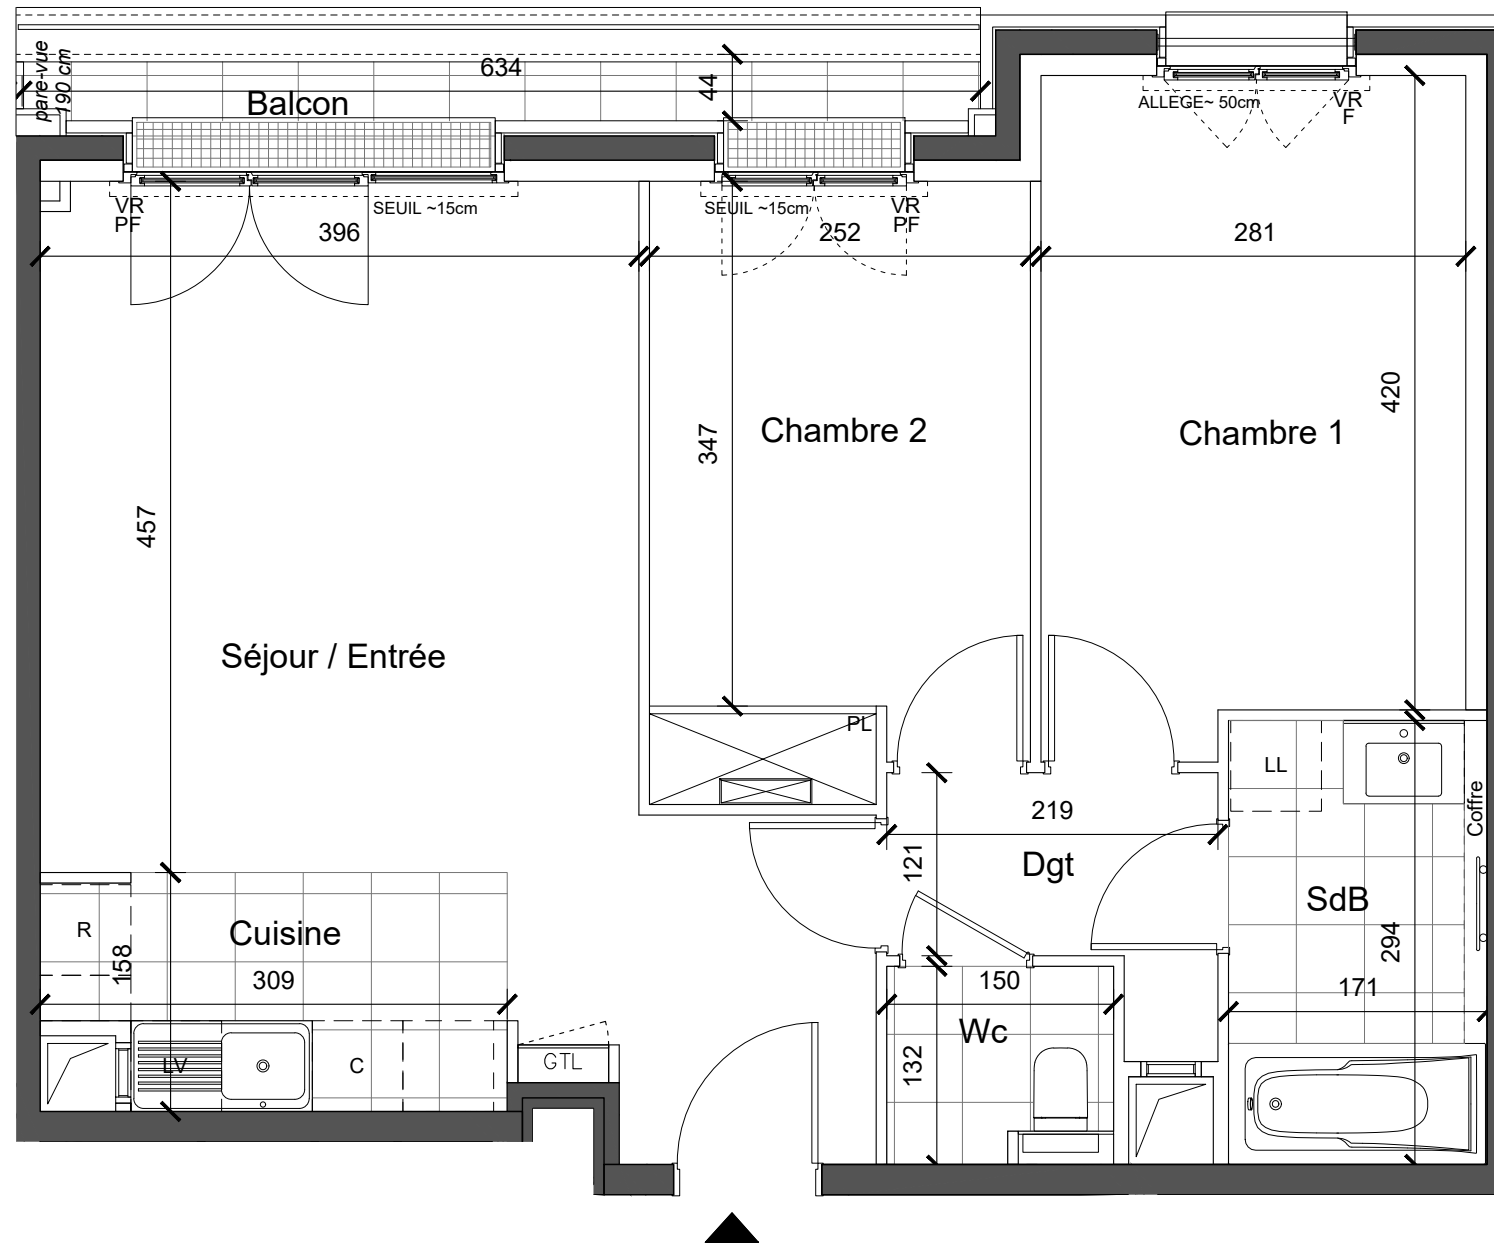 pare-vue
190 cm
634
44
Balcon
ALLEGE~ 50cm
VR
F
VR
PF
SEUIL ~15cm
SEUIL ~15cm
VR
PF
396
252
281
420
347
Chambre 2
Chambre 1
457
Séjour / Entrée
PL
LL
Coffre
219
121
Dgt
SdB
R
Cuisine
158
309
294
150
171
Wc
LV
C
GTL
132